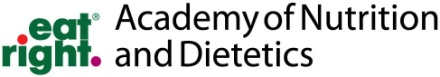 eat®
right.
Academy of Nutrition
and Dietetics